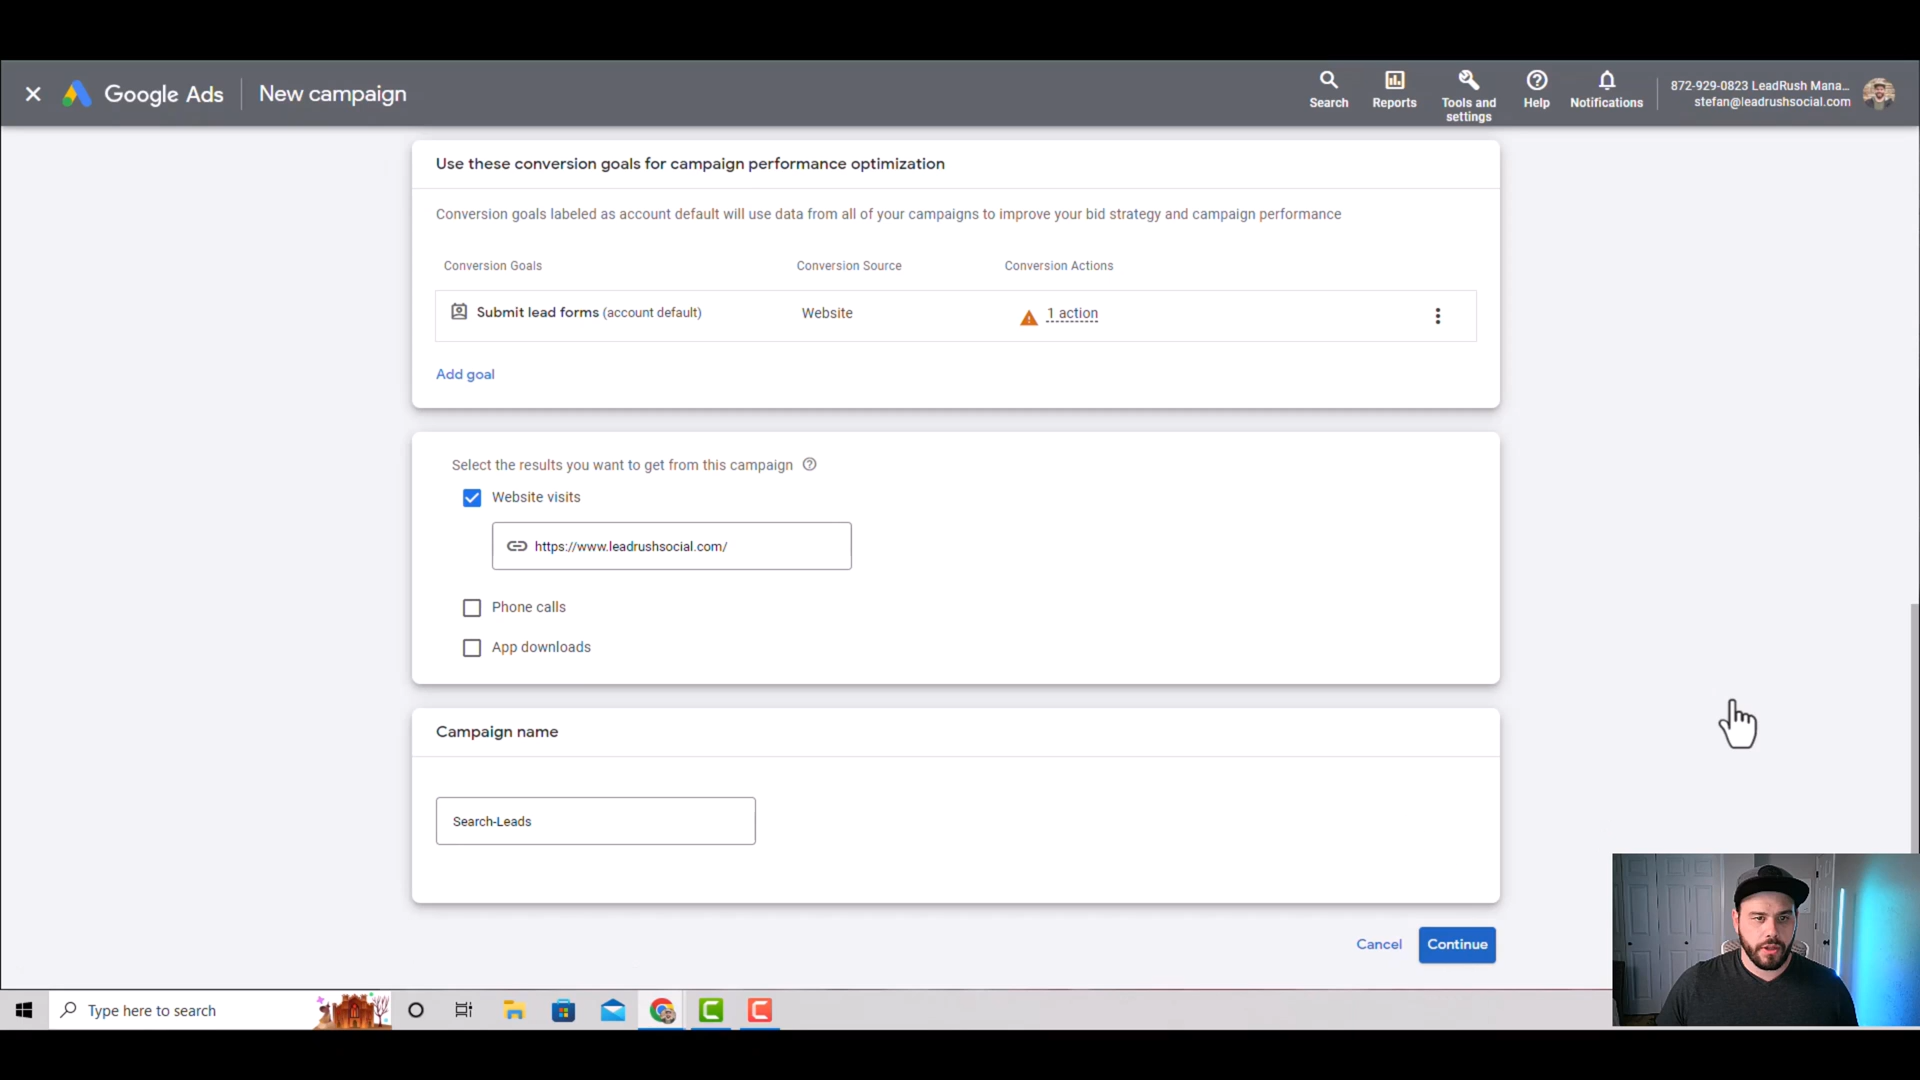 Google Ads
New campaign
Search
Reports
Tools and
settings
Help
Notifications
872-929-0823 LeadRush Mana...
stefan@leadrushsocial.com
Use these conversion goals for campaign performance optimization
Conversion goals labeled as account default will use data from all of your campaigns to improve your bid strategy and campaign performance
Conversion Goals
Conversion Source
Conversion Actions
Submit lead forms (account default)
Website
1 action
Add goal
Select the results you want to get from this campaign
Website visits
https://www.leadrushsocial.com/
Phone calls
App downloads
Campaign name
Search-Leads
Cancel
Continue
Type here to search